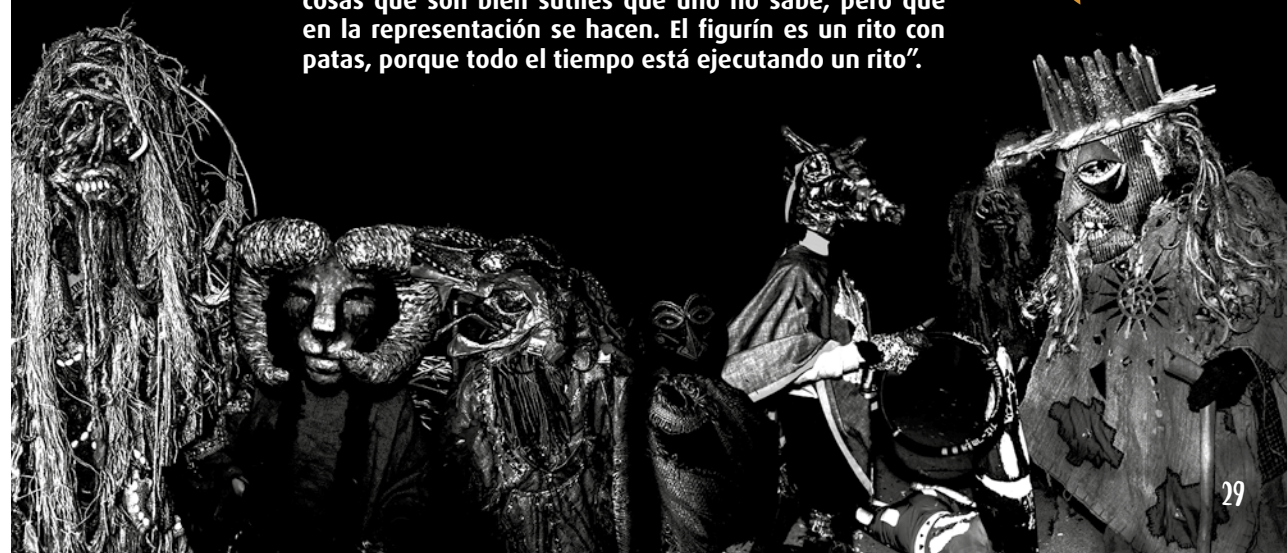 cosas que son bien sutiles que uno no sabe, pero que
en la representación se hacen. El figurín es un rito con
patas, porque todo el tiempo está ejecutando un rito”.
29